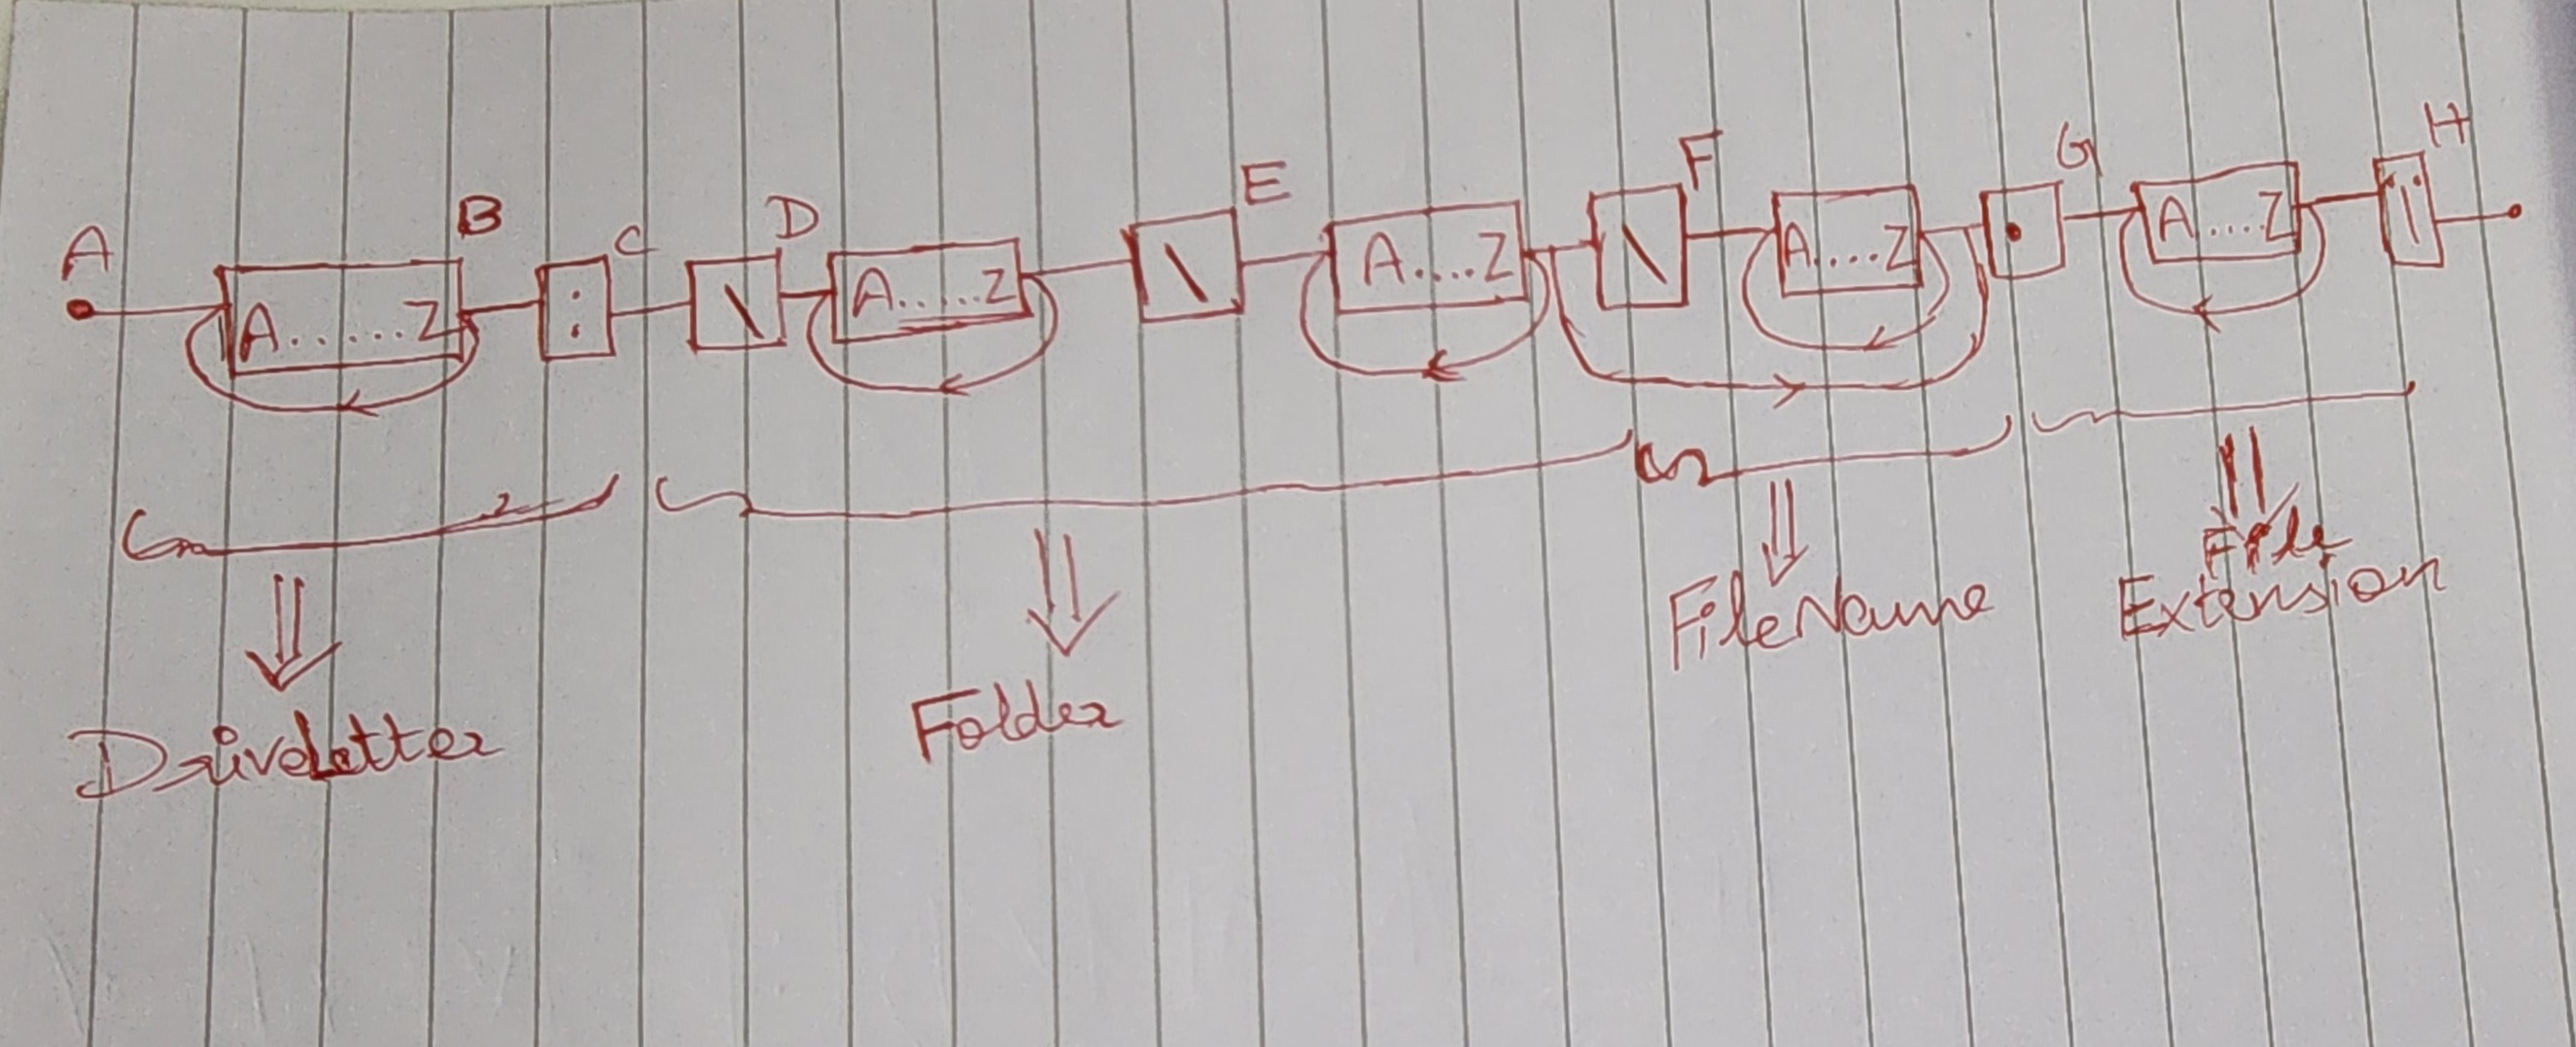 A B C D E F G H
A......Z : \ A.....Z \ A....Z \ A....Z . A....Z
DriveLetter
Folder
FileName
File
Extension